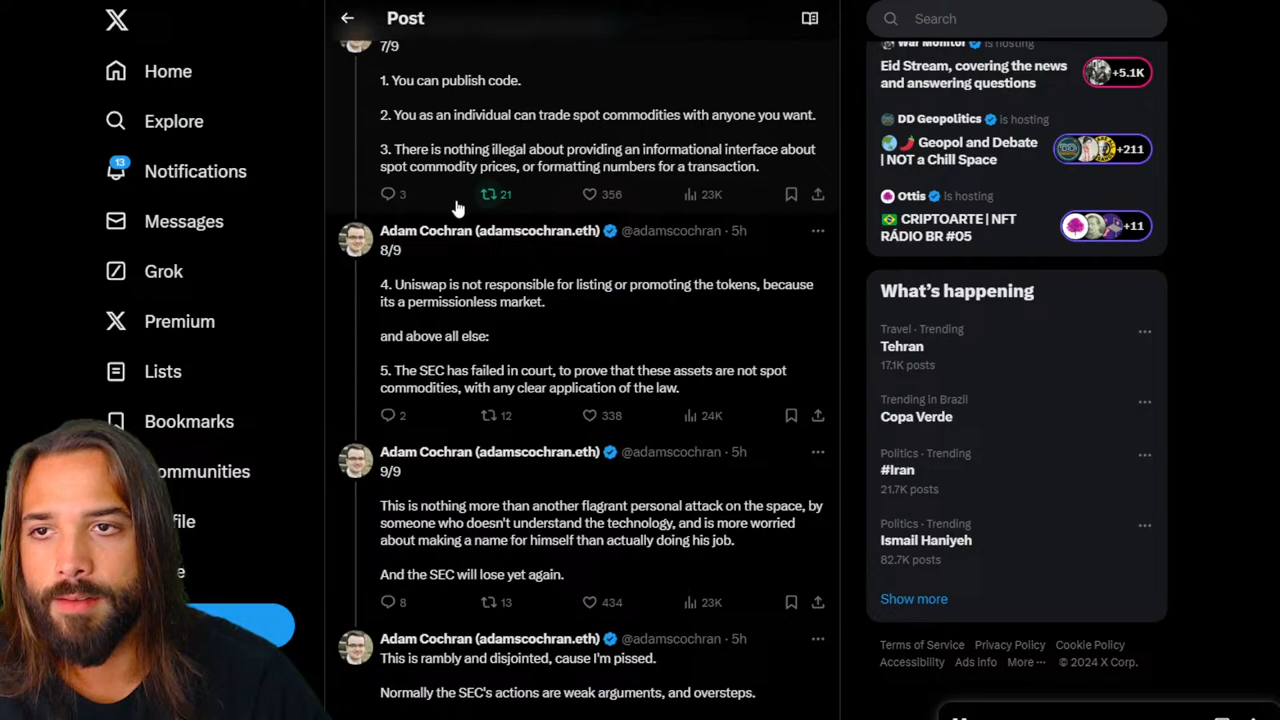 Home
Explore
13
Notifications
Messages
Grok
Premium
Lists
Bookmarks
ommunities
file
e
Post
7/9
1. You can publish code.
2. You as an individual can trade spot commodities with anyone you want.
3. There is nothing illegal about providing an informational interface about
spot commodity prices, or formatting numbers for a transaction.
3 21 356 23K
Adam Cochran (adamscochran.eth) @adamscochran · 5h
8/9
4. Uniswap is not responsible for listing or promoting the tokens, because
its a permissionless market.
and above all else:
5. The SEC has failed in court, to prove that these assets are not spot
commodities, with any clear application of the law.
2 12 338 24K
Adam Cochran (adamscochran.eth) @adamscochran · 5h
9/9
This is nothing more than another flagrant personal attack on the space, by
someone who doesn't understand the technology, and is more worried
about making a name for himself than actually doing his job.
And the SEC will lose yet again.
8 13 434 23K
Adam Cochran (adamscochran.eth) @adamscochran · 5h
This is rambly and disjointed, cause I'm pissed.
Normally the SEC's actions are weak arguments, and oversteps.
Search
War Monitor is hosting
Eid Stream, covering the news
and answering questions
+5.1K
DD Geopolitics is hosting
Geopol and Debate
| NOT a Chill Space
+211
Ottis is hosting
CRIPTOARTE | NFT
RÁDIO BR #05
+11
What's happening
Travel · Trending
Tehran
17.1K posts
Trending in Brazil
Copa Verde
Politics · Trending
#Iran
21.7K posts
Politics · Trending
Ismail Haniyeh
82.7K posts
Show more
Terms of Service Privacy Policy Cookie Policy
Accessibility Ads info More ··· © 2024 X Corp.